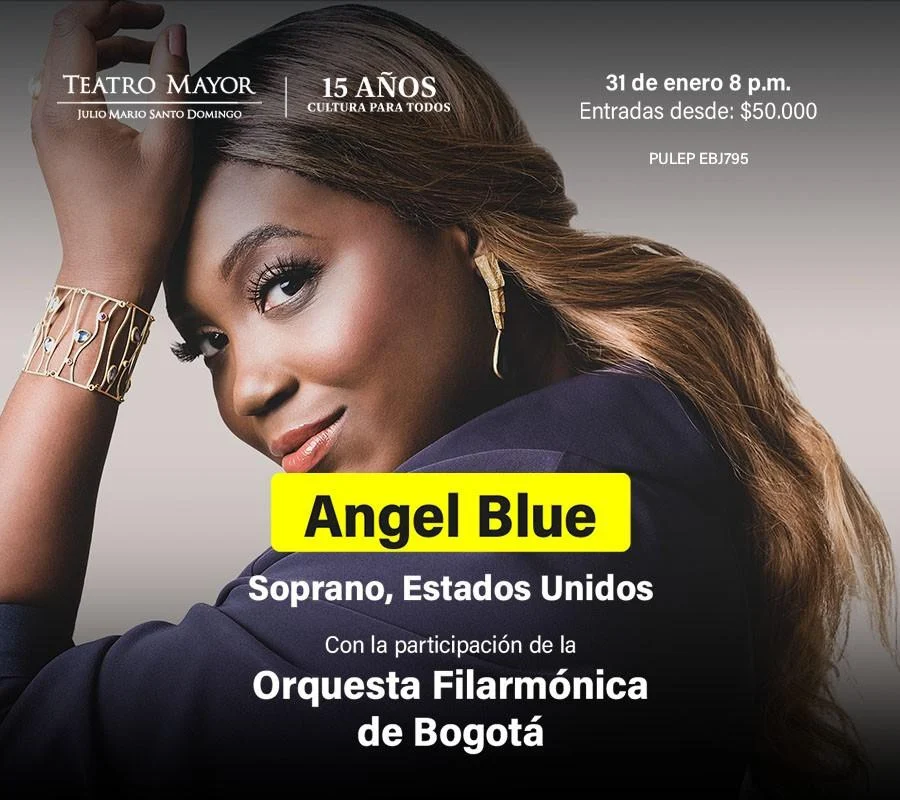 TEATRO MAYOR
JULIO MARIO SANTO DOMINGO
15 AÑOS
CULTURA PARA TODOS
31 de enero 8 p.m.
Entradas desde: $50.000
PULEP EBJ795
Angel Blue
Soprano, Estados Unidos
Con la participación de la
Orquesta Filarmónica
de Bogotá